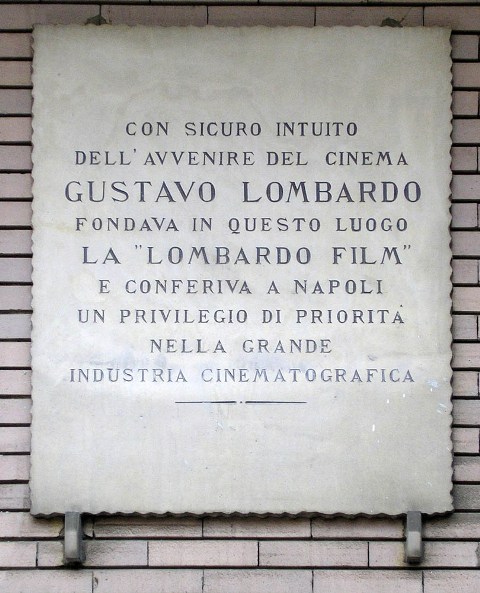 CON SICURO INTUITO
DELL'AVVENIRE DEL CINEMA
GUSTAVO LOMBARDO
FONDAVA IN QUESTO LUOGO
LA "LOMBARDO FILM"
E CONFERIVA A NAPOLI
UN PRIVILEGIO DI PRIORITÀ
NELLA GRANDE
INDUSTRIA CINEMATOGRAFICA